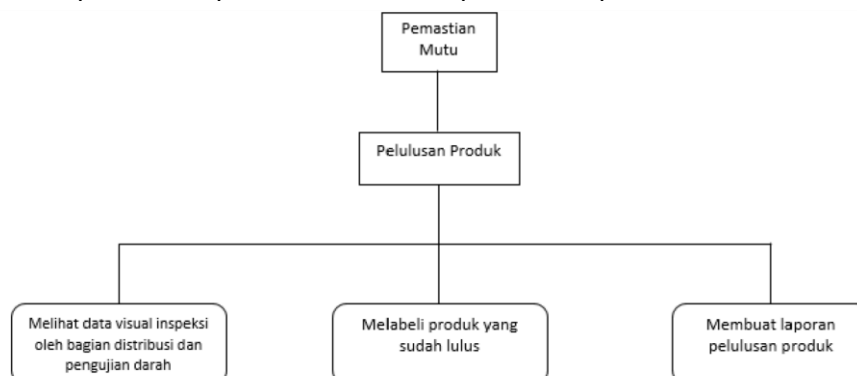 Pemastian
Mutu
Pelulusan Produk
Melihat data visual inspeksi
oleh bagian distribusi dan
pengujian darah
Melabeli produk yang
sudah lulus
Membuat laporan
pelulusan produk